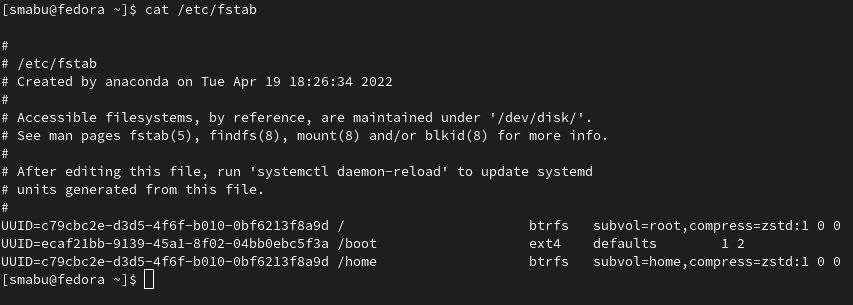 [smabu@fedora ~]$ cat /etc/fstab
#
# /etc/fstab
# Created by anaconda on Tue Apr 19 18:26:34 2022
#
# Accessible filesystems, by reference, are maintained under '/dev/disk/'.
# See man pages fstab(5), findfs(8), mount(8) and/or blkid(8) for more info.
#
# After editing this file, run 'systemctl daemon-reload' to update systemd
# units generated from this file.
#
UUID=c79cbc2e-d3d5-4f6f-b010-0bf6213f8a9d /                       btrfs   subvol=root,compress=zstd:1 0 0
UUID=ecaf21bb-9139-45a1-8f02-04bb0ebc5f3a /boot                   ext4    defaults        1 2
UUID=c79cbc2e-d3d5-4f6f-b010-0bf6213f8a9d /home                   btrfs   subvol=home,compress=zstd:1 0 0
[smabu@fedora ~]$